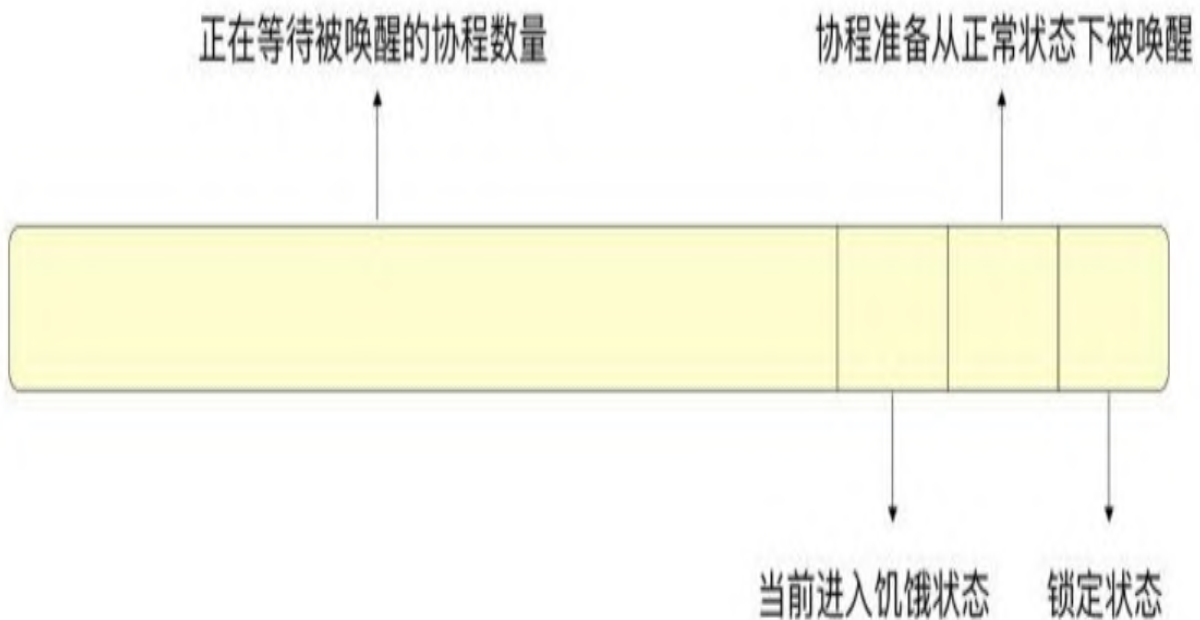 正在等待被唤醒的协程数量
协程准备从正常状态下被唤醒
当前进入饥饿状态
锁定状态